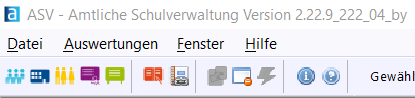 ASV - Amtliche Schulverwaltung Version 2.22.9_222_04_by
Datei Auswertungen Fenster Hilfe
Gewähl